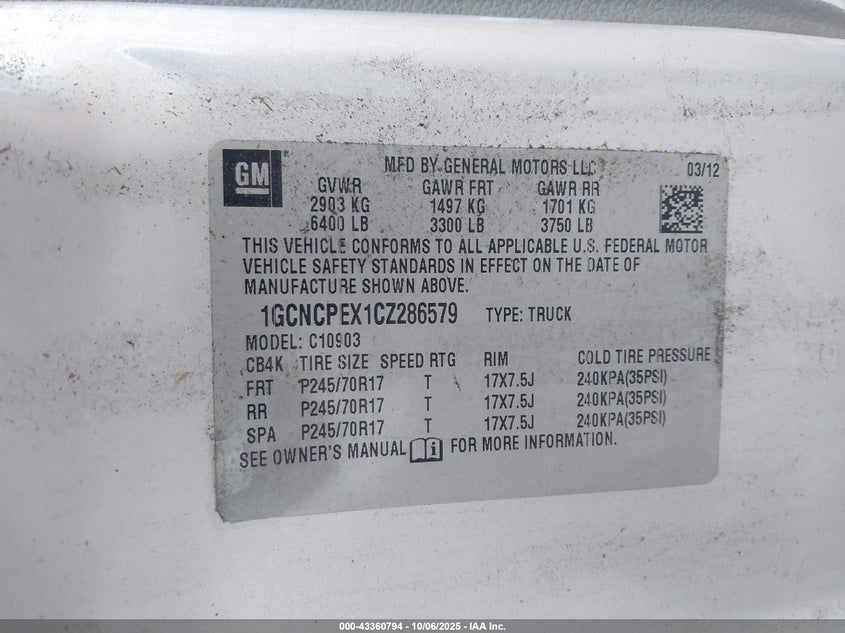 GM ®
MFD BY GENERAL MOTORS LLC 03/12
GVWR GAWR FRT GAWR RR
2903 KG 1497 KG 1701 KG
6400 LB 3300 LB 3750 LB
THIS VEHICLE CONFORMS TO ALL APPLICABLE U.S. FEDERAL MOTOR
VEHICLE SAFETY STANDARDS IN EFFECT ON THE DATE OF
MANUFACTURE SHOWN ABOVE.
1GCNCPEX1CZ286579 TYPE: TRUCK
MODEL: C10903
CB4K TIRE SIZE SPEED RTG RIM COLD TIRE PRESSURE
FRT P245/70R17 T 17X7.5J 240KPA(35PSI)
RR P245/70R17 T 17X7.5J 240KPA(35PSI)
SPA P245/70R17 T 17X7.5J 240KPA(35PSI)
SEE OWNER'S MANUAL FOR MORE INFORMATION.
000-43360794 - 10/06/2025 - IAA Inc.